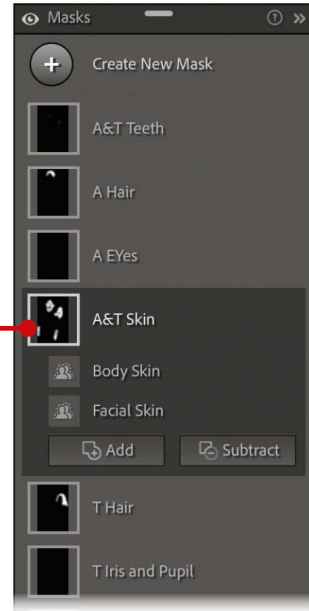 Masks
Create New Mask
A&T Teeth
A Hair
A EYes
A&T Skin
Body Skin
Facial Skin
Add Subtract
T Hair
T Iris and Pupil